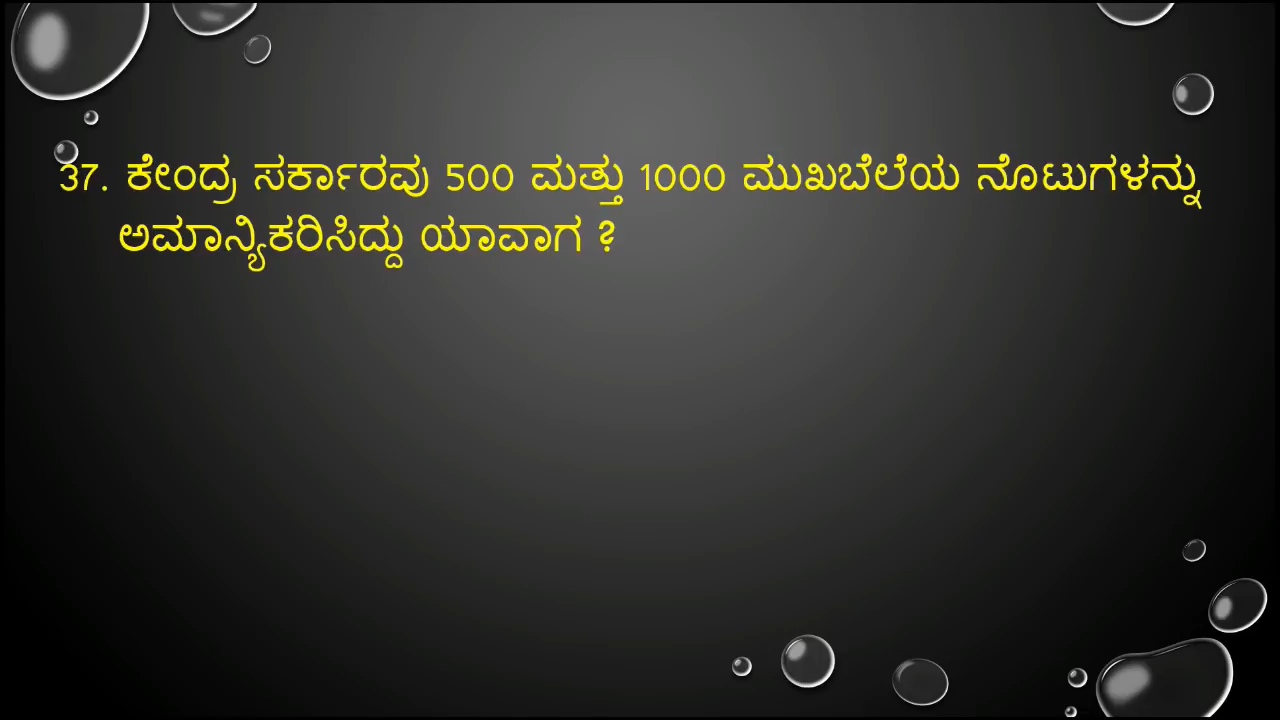 37. ಕೇಂದ್ರ ಸರ್ಕಾರವು 500 ಮತ್ತು 1000 ಮುಖಬೆಲೆಯ ನೊಟುಗಳನ್ನು
ಅಮಾನ್ಯಿಕರಿಸಿದ್ದು ಯಾವಾಗ ?